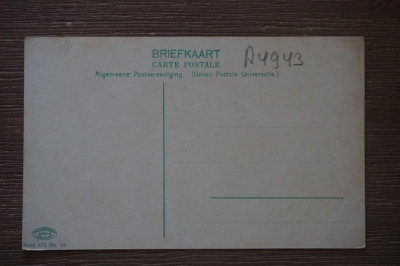 BRIEFKAART
A4943
CARTE POSTALE
Algemeene Postvereeniging. (Union Postale Universelle.)